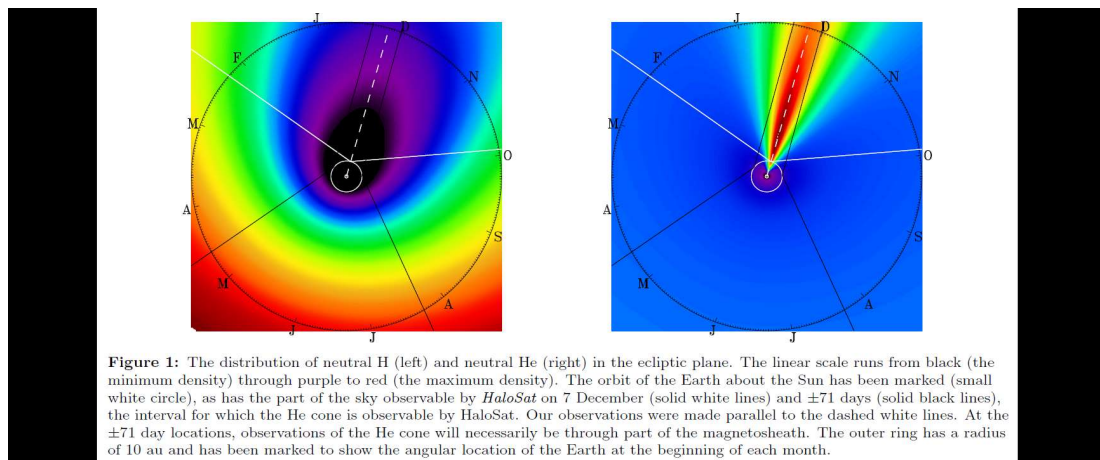 J
D
F
N
M
O
A
S
M
A
J
J
J
D
F
N
M
O
A
S
M
A
J
J
Figure 1: The distribution of neutral H (left) and neutral He (right) in the ecliptic plane. The linear scale runs from black (the
minimum density) through purple to red (the maximum density). The orbit of the Earth about the Sun has been marked (small
white circle), as has the part of the sky observable by HaloSat on 7 December (solid white lines) and ±71 days (solid black lines),
the interval for which the He cone is observable by HaloSat. Our observations were made parallel to the dashed white lines. At the
±71 day locations, observations of the He cone will necessarily be through part of the magnetosheath. The outer ring has a radius
of 10 au and has been marked to show the angular location of the Earth at the beginning of each month.